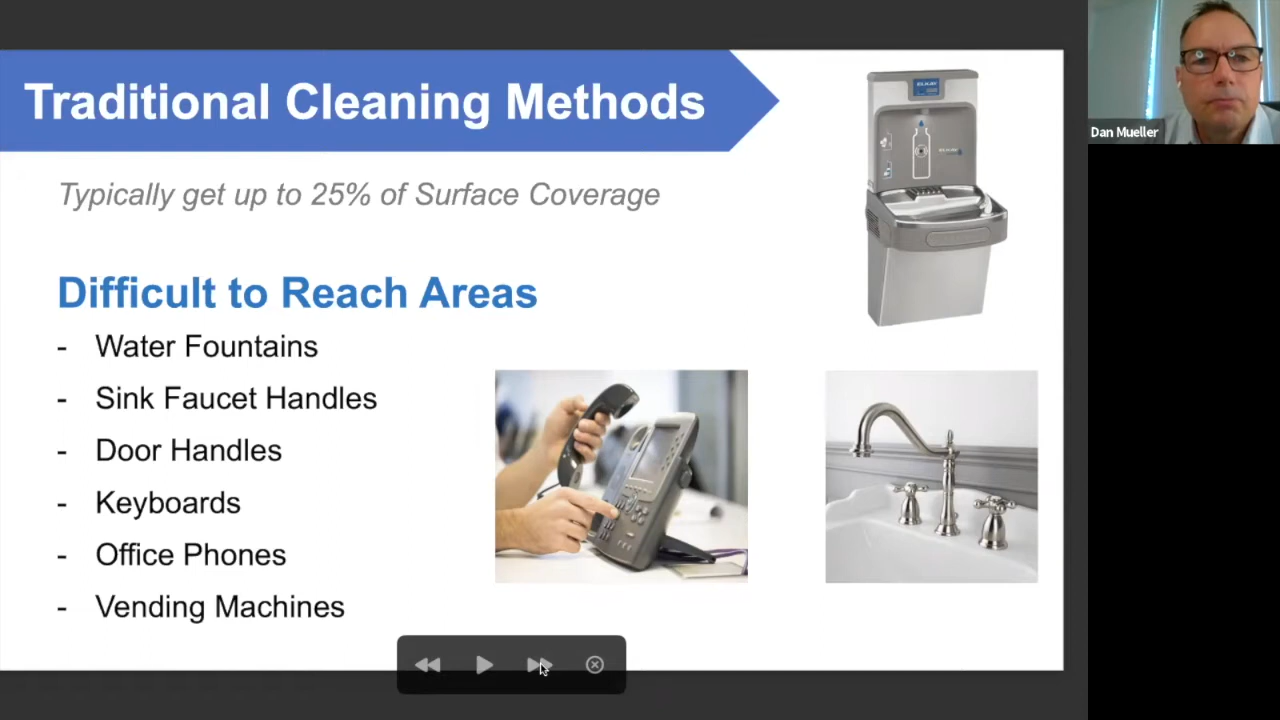 Traditional Cleaning Methods
Typically get up to 25% of Surface Coverage
Difficult to Reach Areas
- Water Fountains
- Sink Faucet Handles
- Door Handles
- Keyboards
- Office Phones
- Vending Machines
ELKAY
Dan Mueller